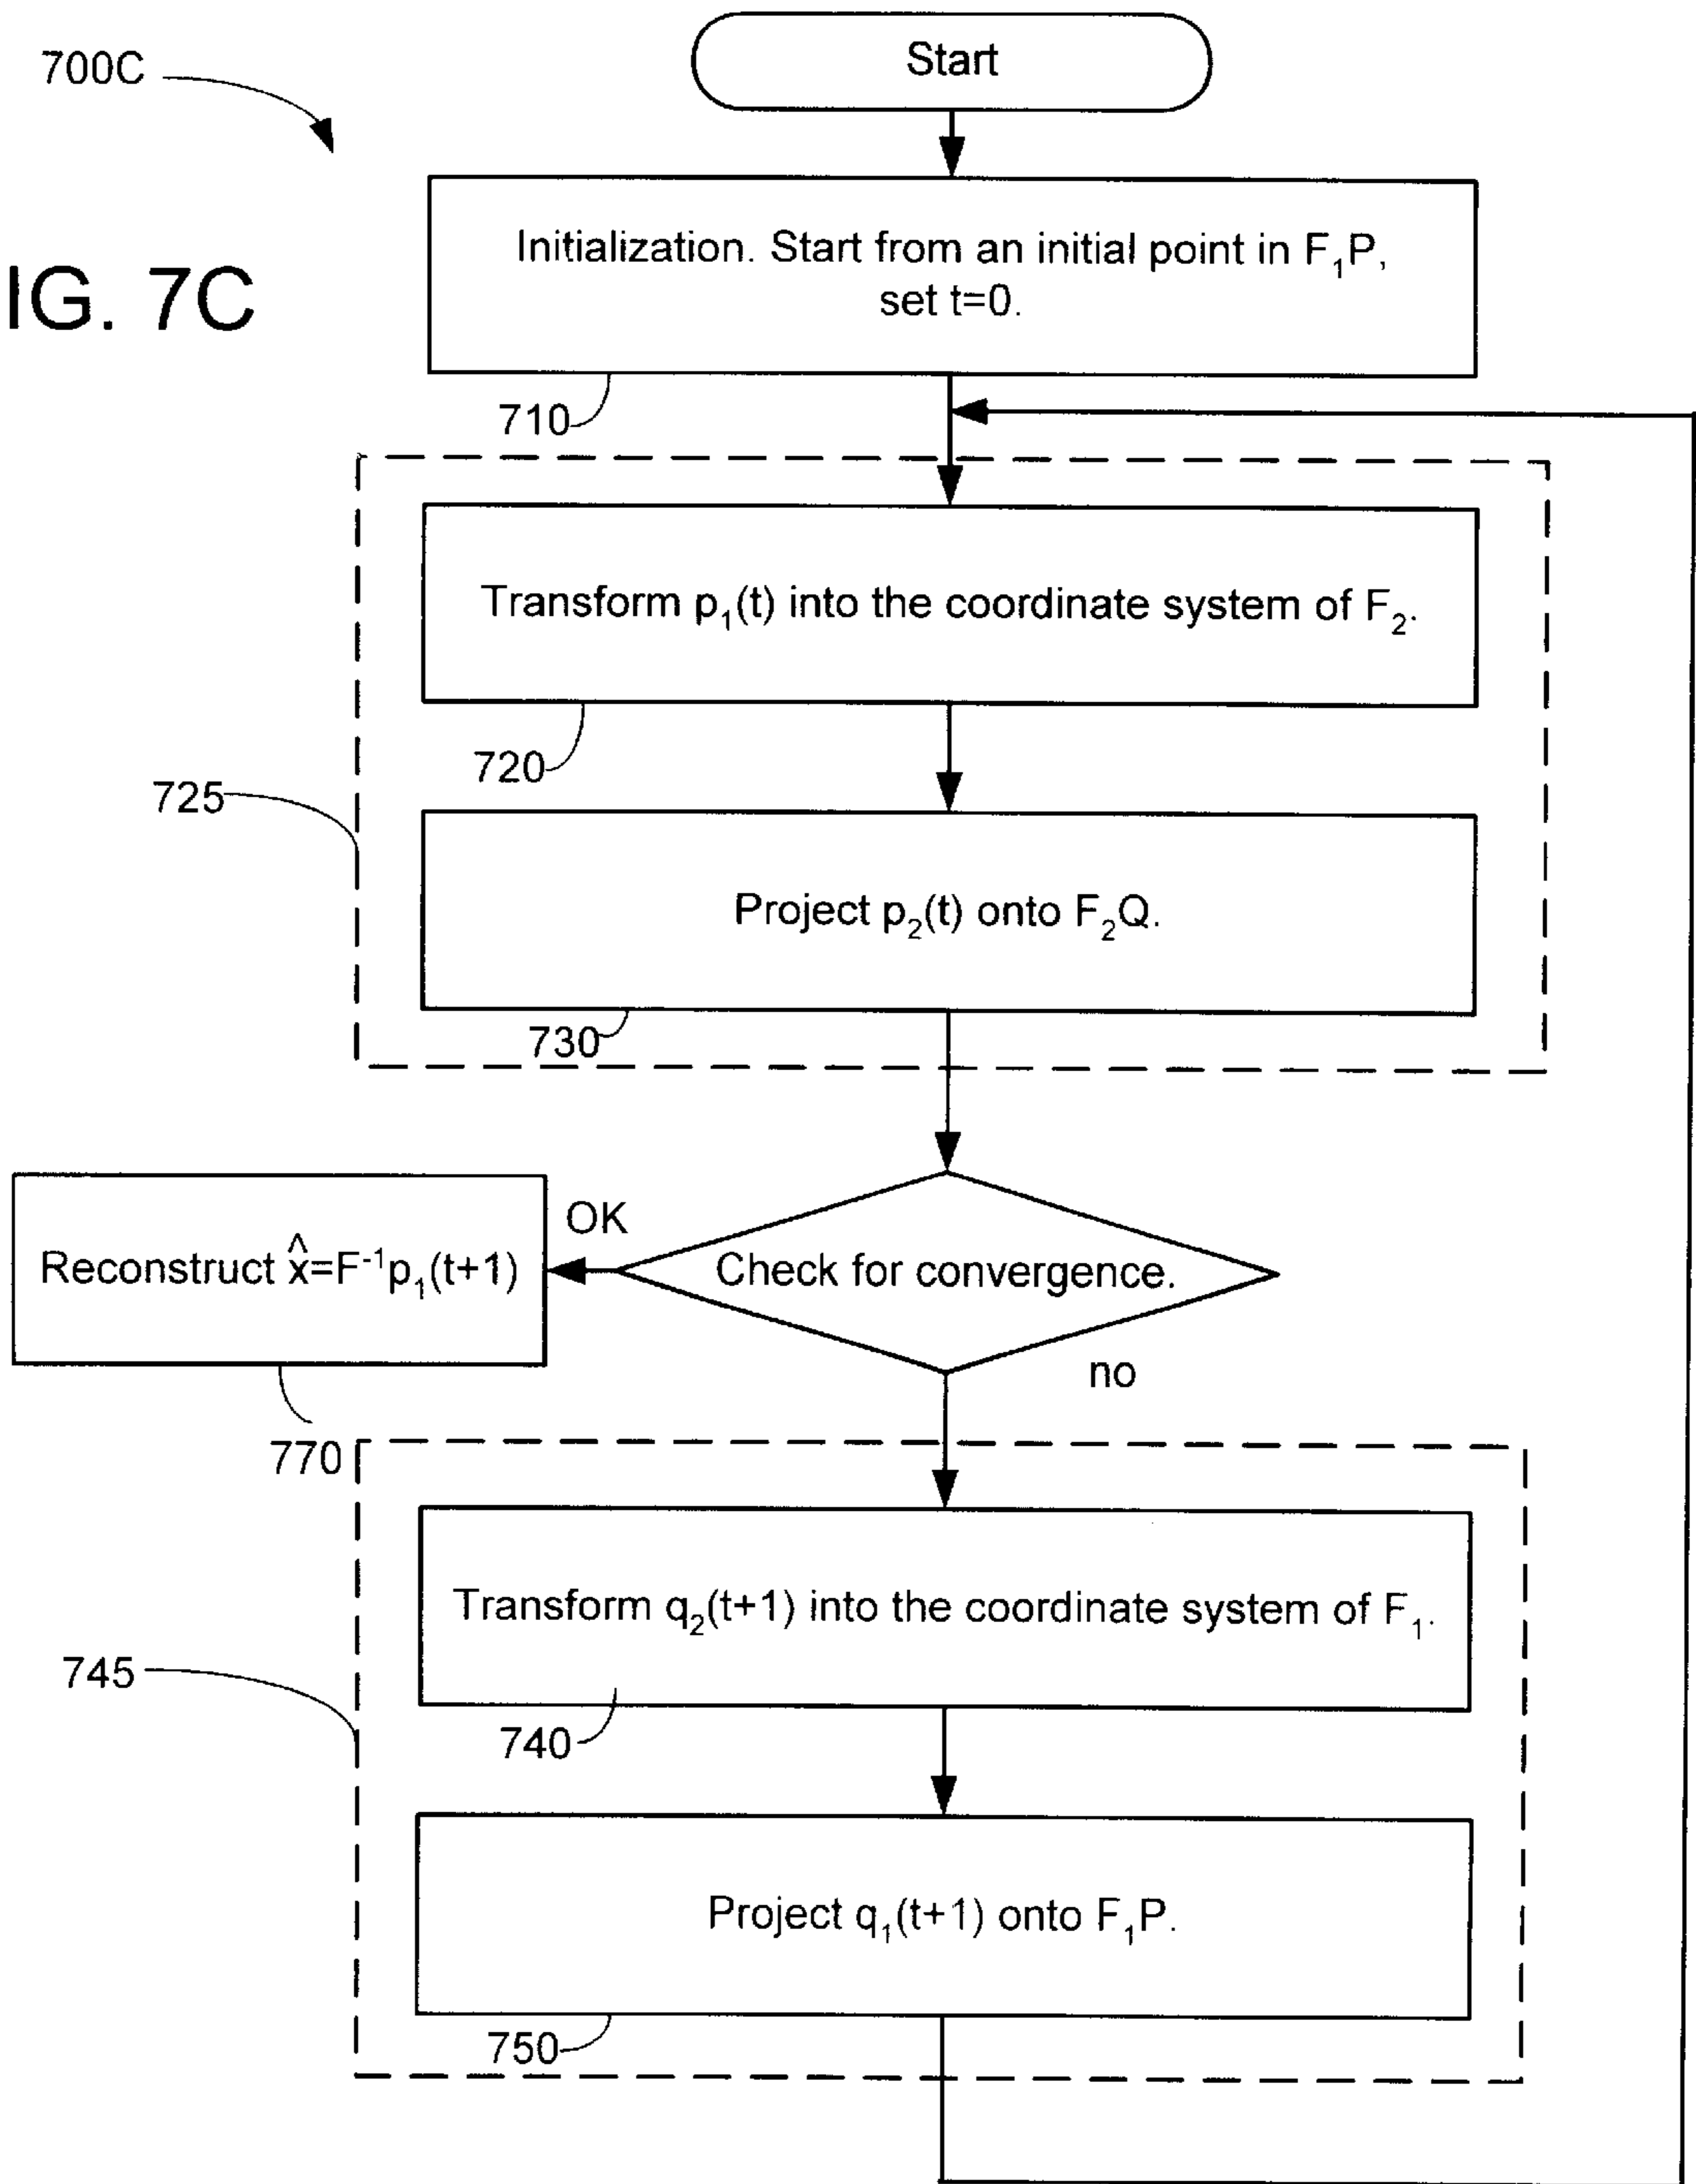 700C
Start
Initialization. Start from an initial point in F₁P,
set t=0.
IG. 7C
710
Transform p₁(t) into the coordinate system of F₂.
720
725
Project p₂(t) onto F₂Q.
730
OK
Reconstruct x̂=F⁻¹p₁(t+1)
Check for convergence.
no
770
Transform q₂(t+1) into the coordinate system of F₁.
745
740
Project q₁(t+1) onto F₁P.
750